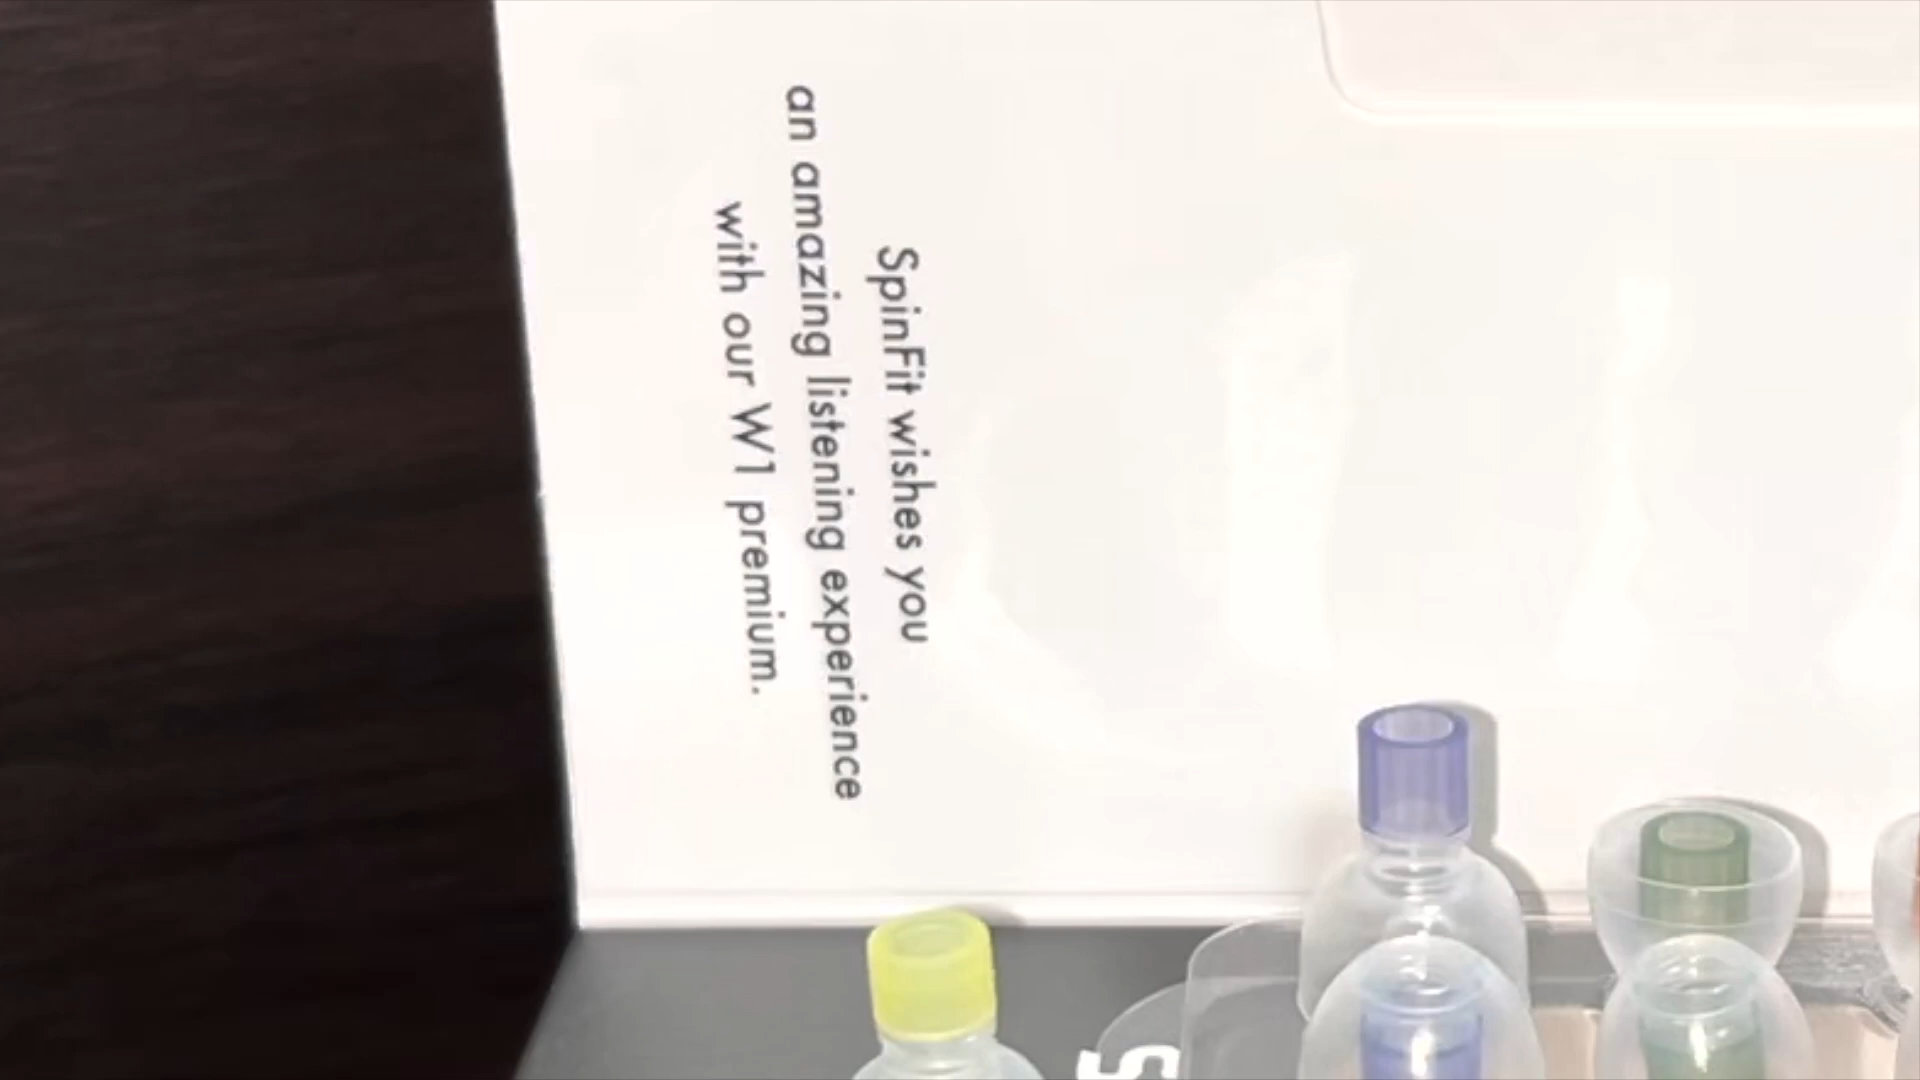 SpinFit wishes you
an amazing listening experience
with our W1 premium.